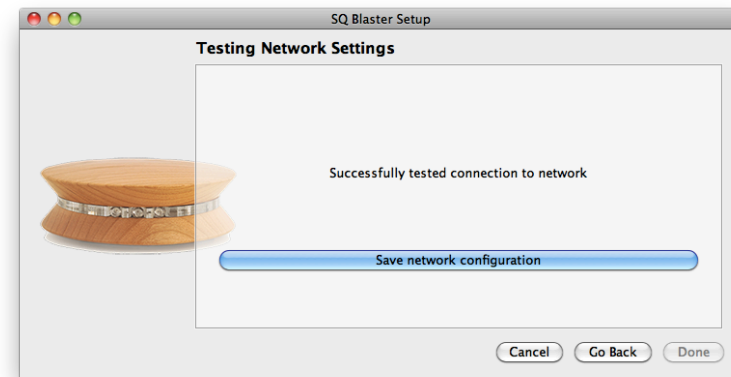 SQ Blaster Setup
Testing Network Settings
Successfully tested connection to network
Save network configuration
Cancel Go Back Done